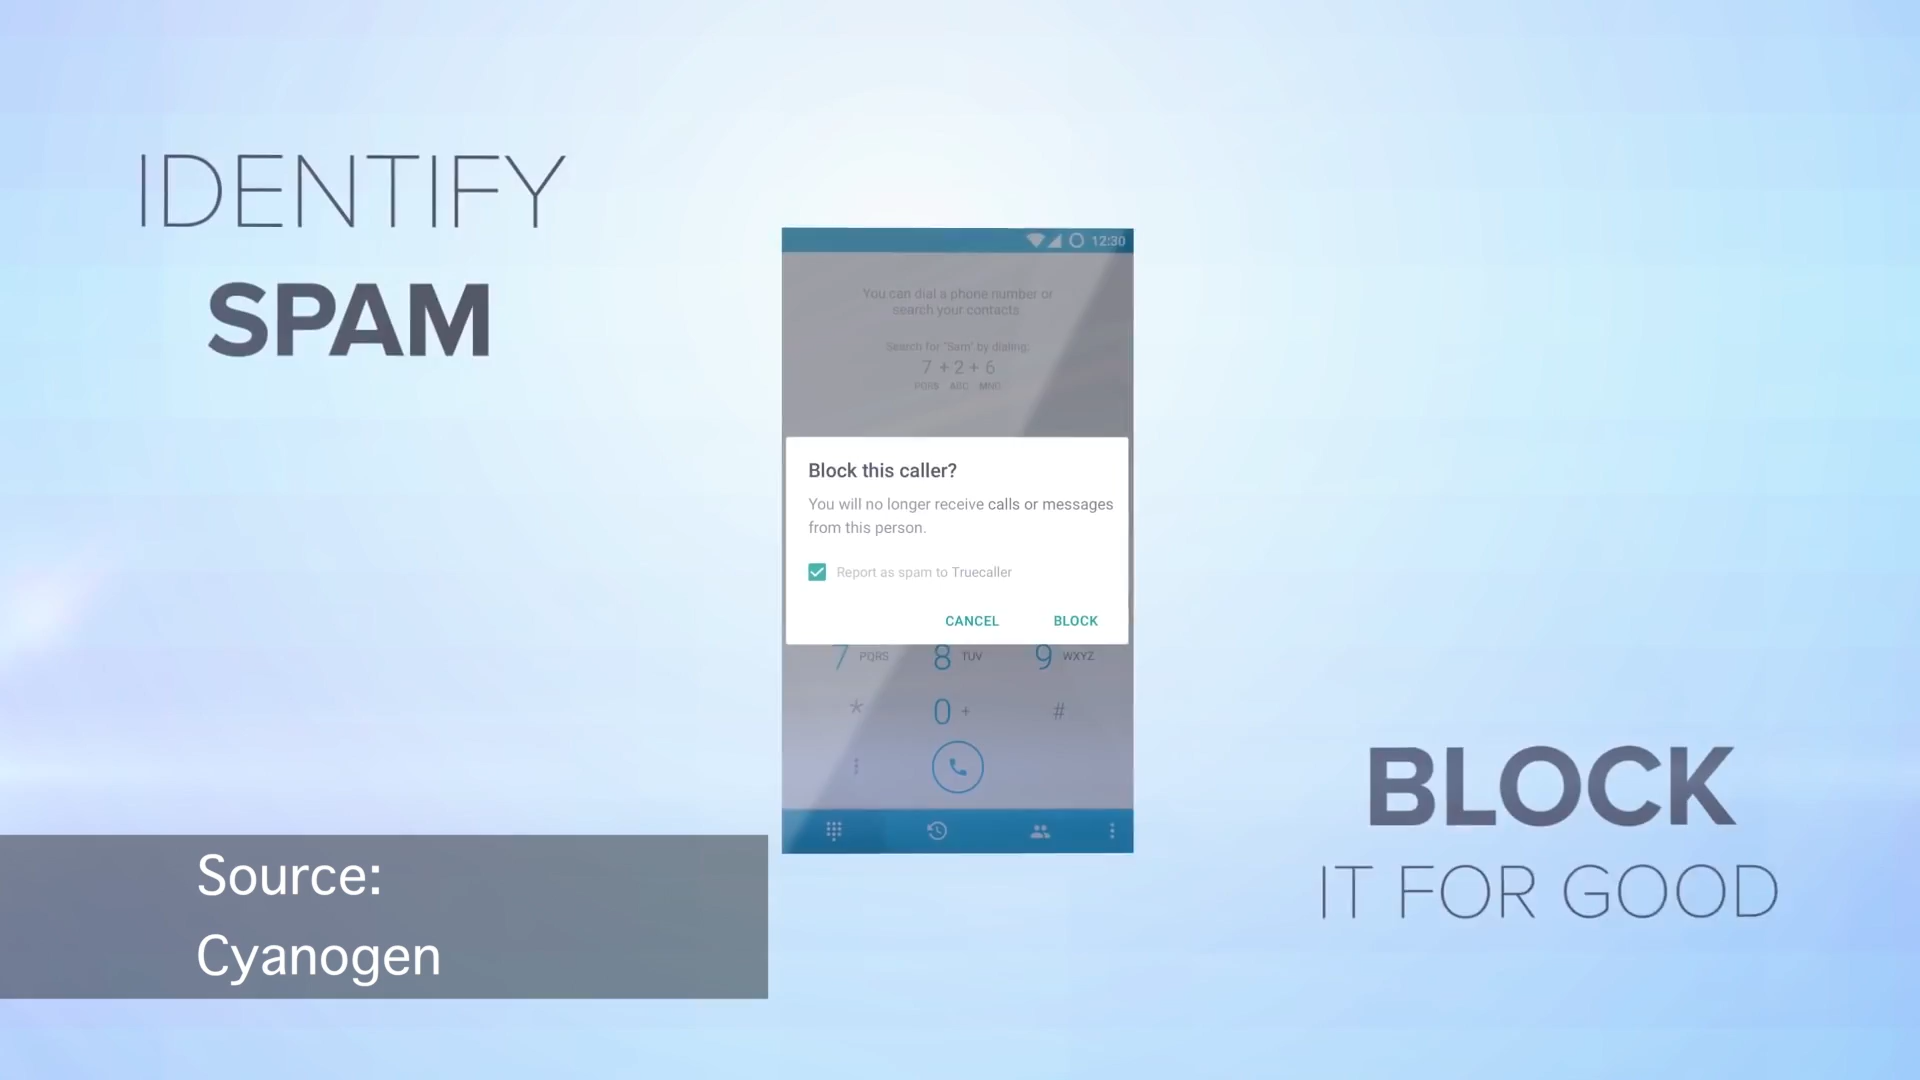 IDENTIFY
SPAM
12:30
You can dial a phone number or
search your contacts
Search for "Sam" by dialing:
7 + 2 + 6
PQRS ABC MNO
Block this caller?
You will no longer receive calls or messages
from this person.
Report as spam to Truecaller
CANCEL BLOCK
7 PQRS 8 TUV 9 WXYZ
* 0 + #
BLOCK
IT FOR GOOD
Source:
Cyanogen